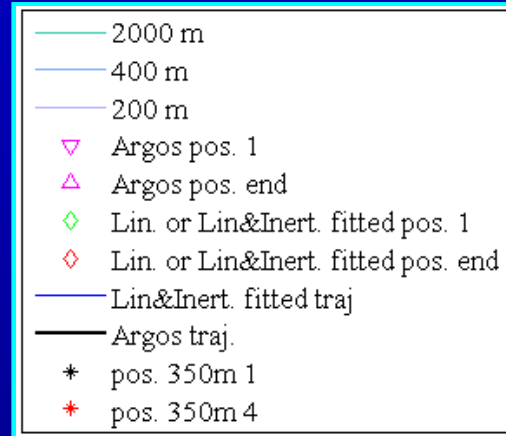 2000 m
400 m
200 m
Argos pos. 1
Argos pos. end
Lin. or Lin&Inert. fitted pos. 1
Lin. or Lin&Inert. fitted pos. end
Lin&Inert. fitted traj
Argos traj.
pos. 350m 1
pos. 350m 4